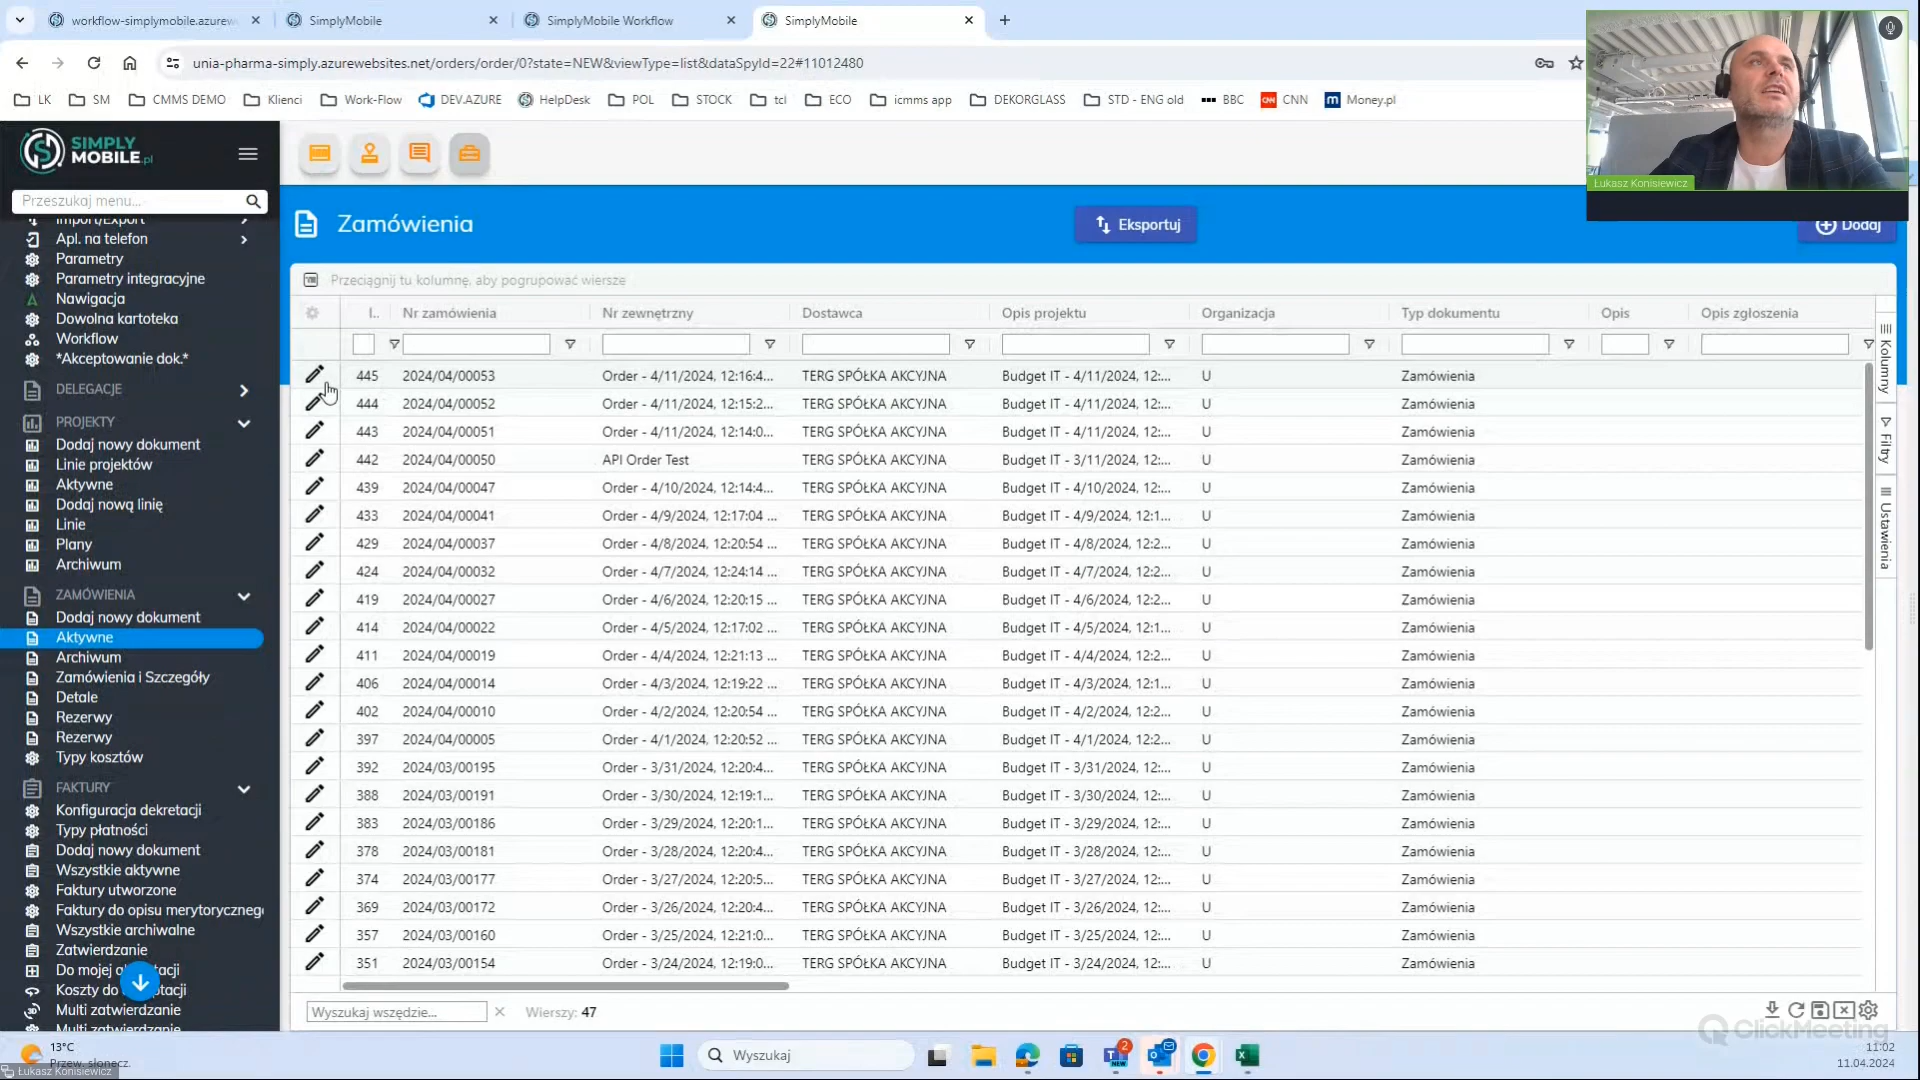 workflow-simplymobile.azurew
SimplyMobile
SimplyMobile Workflow
SimplyMobile
unia-pharma-simply.azurewebsites.net/orders/order/0?state=NEW&viewType=list&dataSpyId=22#11012480
LK
SM
CMMS DEMO
Klienci
Work-Flow
DEV.AZURE
HelpDesk
POL
STOCK
tcl
ECO
icmms app
DEKORGLASS
STD - ENG old
BBC
CNN
Money.pl
Łukasz Konisiewicz
SIMPLY
MOBILE.pl
Przeszukaj menu...
Import/Export
Apl. na telefon
Parametry
Parametry integracyjne
Nawigacja
Dowolna kartoteka
Workflow
*Akceptowanie dok.*
DELEGACJE
PROJEKTY
Dodaj nowy dokument
Linie projektów
Aktywne
Dodaj nową linię
Linie
Plany
Archiwum
ZAMÓWIENIA
Dodaj nowy dokument
Aktywne
Archiwum
Zamówienia i Szczegóły
Detale
Rezerwy
Rezerwy
Typy kosztów
FAKTURY
Konfiguracja dekretacji
Typy płatności
Dodaj nowy dokument
Wszystkie aktywne
Faktury utworzone
Faktury do opisu merytoryczneg
Wszystkie archiwalne
Zatwierdzanie
Do mojej
Koszty do
Multi zatwierdzanie
Multi zatwierdzanie
Zamówienia
Eksportuj
Dodaj
Przeciągnij tu kolumnę, aby pogrupować wiersze
I.. Nr zamówienia Nr zewnętrzny Dostawca Opis projektu Organizacja Typ dokumentu Opis Opis zgłoszenia
445 2024/04/00053 Order - 4/11/2024, 12:16:4... TERG SPÓŁKA AKCYJNA Budget IT - 4/11/2024, 12:... U Zamówienia
444 2024/04/00052 Order - 4/11/2024, 12:15:2... TERG SPÓŁKA AKCYJNA Budget IT - 4/11/2024, 12:... U Zamówienia
443 2024/04/00051 Order - 4/11/2024, 12:14:0... TERG SPÓŁKA AKCYJNA Budget IT - 4/11/2024, 12:... U Zamówienia
442 2024/04/00050 API Order Test TERG SPÓŁKA AKCYJNA Budget IT - 3/11/2024, 12:... U Zamówienia
439 2024/04/00047 Order - 4/10/2024, 12:14:4... TERG SPÓŁKA AKCYJNA Budget IT - 4/10/2024, 12:... U Zamówienia
433 2024/04/00041 Order - 4/9/2024, 12:17:04 ... TERG SPÓŁKA AKCYJNA Budget IT - 4/9/2024, 12:1... U Zamówienia
429 2024/04/00037 Order - 4/8/2024, 12:20:54 ... TERG SPÓŁKA AKCYJNA Budget IT - 4/8/2024, 12:2... U Zamówienia
424 2024/04/00032 Order - 4/7/2024, 12:24:14 ... TERG SPÓŁKA AKCYJNA Budget IT - 4/7/2024, 12:2... U Zamówienia
419 2024/04/00027 Order - 4/6/2024, 12:20:15 ... TERG SPÓŁKA AKCYJNA Budget IT - 4/6/2024, 12:2... U Zamówienia
414 2024/04/00022 Order - 4/5/2024, 12:17:02 ... TERG SPÓŁKA AKCYJNA Budget IT - 4/5/2024, 12:1... U Zamówienia
411 2024/04/00019 Order - 4/4/2024, 12:21:13 ... TERG SPÓŁKA AKCYJNA Budget IT - 4/4/2024, 12:2... U Zamówienia
406 2024/04/00014 Order - 4/3/2024, 12:19:22 ... TERG SPÓŁKA AKCYJNA Budget IT - 4/3/2024, 12:1... U Zamówienia
402 2024/04/00010 Order - 4/2/2024, 12:20:54 ... TERG SPÓŁKA AKCYJNA Budget IT - 4/2/2024, 12:2... U Zamówienia
397 2024/04/00005 Order - 4/1/2024, 12:20:52 ... TERG SPÓŁKA AKCYJNA Budget IT - 4/1/2024, 12:2... U Zamówienia
392 2024/03/00195 Order - 3/31/2024, 12:20:4... TERG SPÓŁKA AKCYJNA Budget IT - 3/31/2024, 12:... U Zamówienia
388 2024/03/00191 Order - 3/30/2024, 12:19:1... TERG SPÓŁKA AKCYJNA Budget IT - 3/30/2024, 12:... U Zamówienia
383 2024/03/00186 Order - 3/29/2024, 12:20:1... TERG SPÓŁKA AKCYJNA Budget IT - 3/29/2024, 12:... U Zamówienia
378 2024/03/00181 Order - 3/28/2024, 12:20:4... TERG SPÓŁKA AKCYJNA Budget IT - 3/28/2024, 12:... U Zamówienia
374 2024/03/00177 Order - 3/27/2024, 12:20:5... TERG SPÓŁKA AKCYJNA Budget IT - 3/27/2024, 12:... U Zamówienia
369 2024/03/00172 Order - 3/26/2024, 12:20:4... TERG SPÓŁKA AKCYJNA Budget IT - 3/26/2024, 12:... U Zamówienia
357 2024/03/00160 Order - 3/25/2024, 12:21:0... TERG SPÓŁKA AKCYJNA Budget IT - 3/25/2024, 12:... U Zamówienia
351 2024/03/00154 Order - 3/24/2024, 12:19:0... TERG SPÓŁKA AKCYJNA Budget IT - 3/24/2024, 12:... U Zamówienia
Kolumny
Filtry
Ustawienia
Wyszukaj wszędzie...
Wierszy: 47
ClickMeeting
13°C
Przew. słonecz.
Łukasz Konisiewicz
Wyszukaj
2
NEW
11:02
11.04.2024